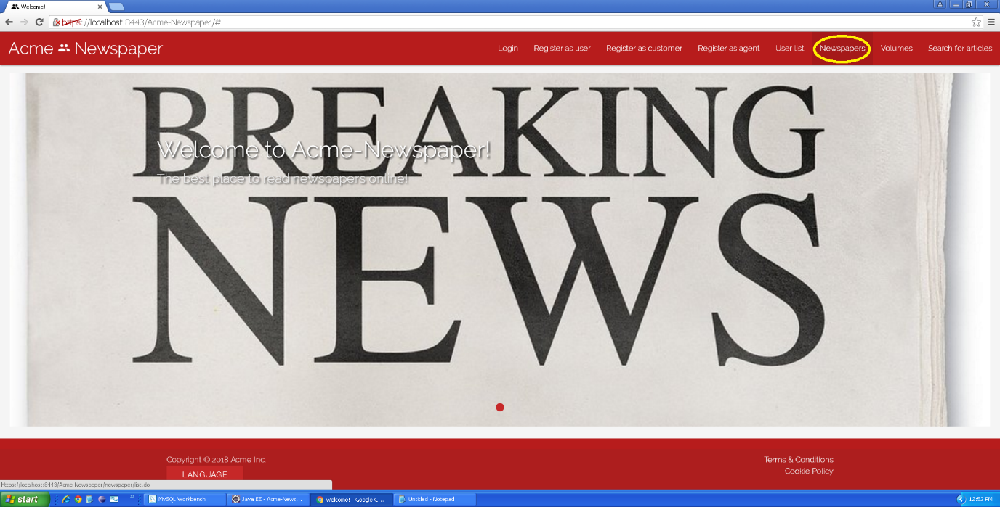 Welcome!
https://localhost:8443/Acme-Newspaper/#
Acme Newspaper
Login Register as user Register as customer Register as agent User list Newspapers Volumes Search for articles
BREAKING
Welcome to Acme-Newspaper!
The best place to read newspapers online!
NEWS
Copyright © 2018 Acme Inc.
Terms & Conditions
LANGUAGE
Cookie Policy
https://localhost:8443/Acme-Newspaper/newspaper/list.do
start MySQL Workbench Java EE - Acme-News... Welcome! - Google C... Untitled - Notepad 12:52 PM